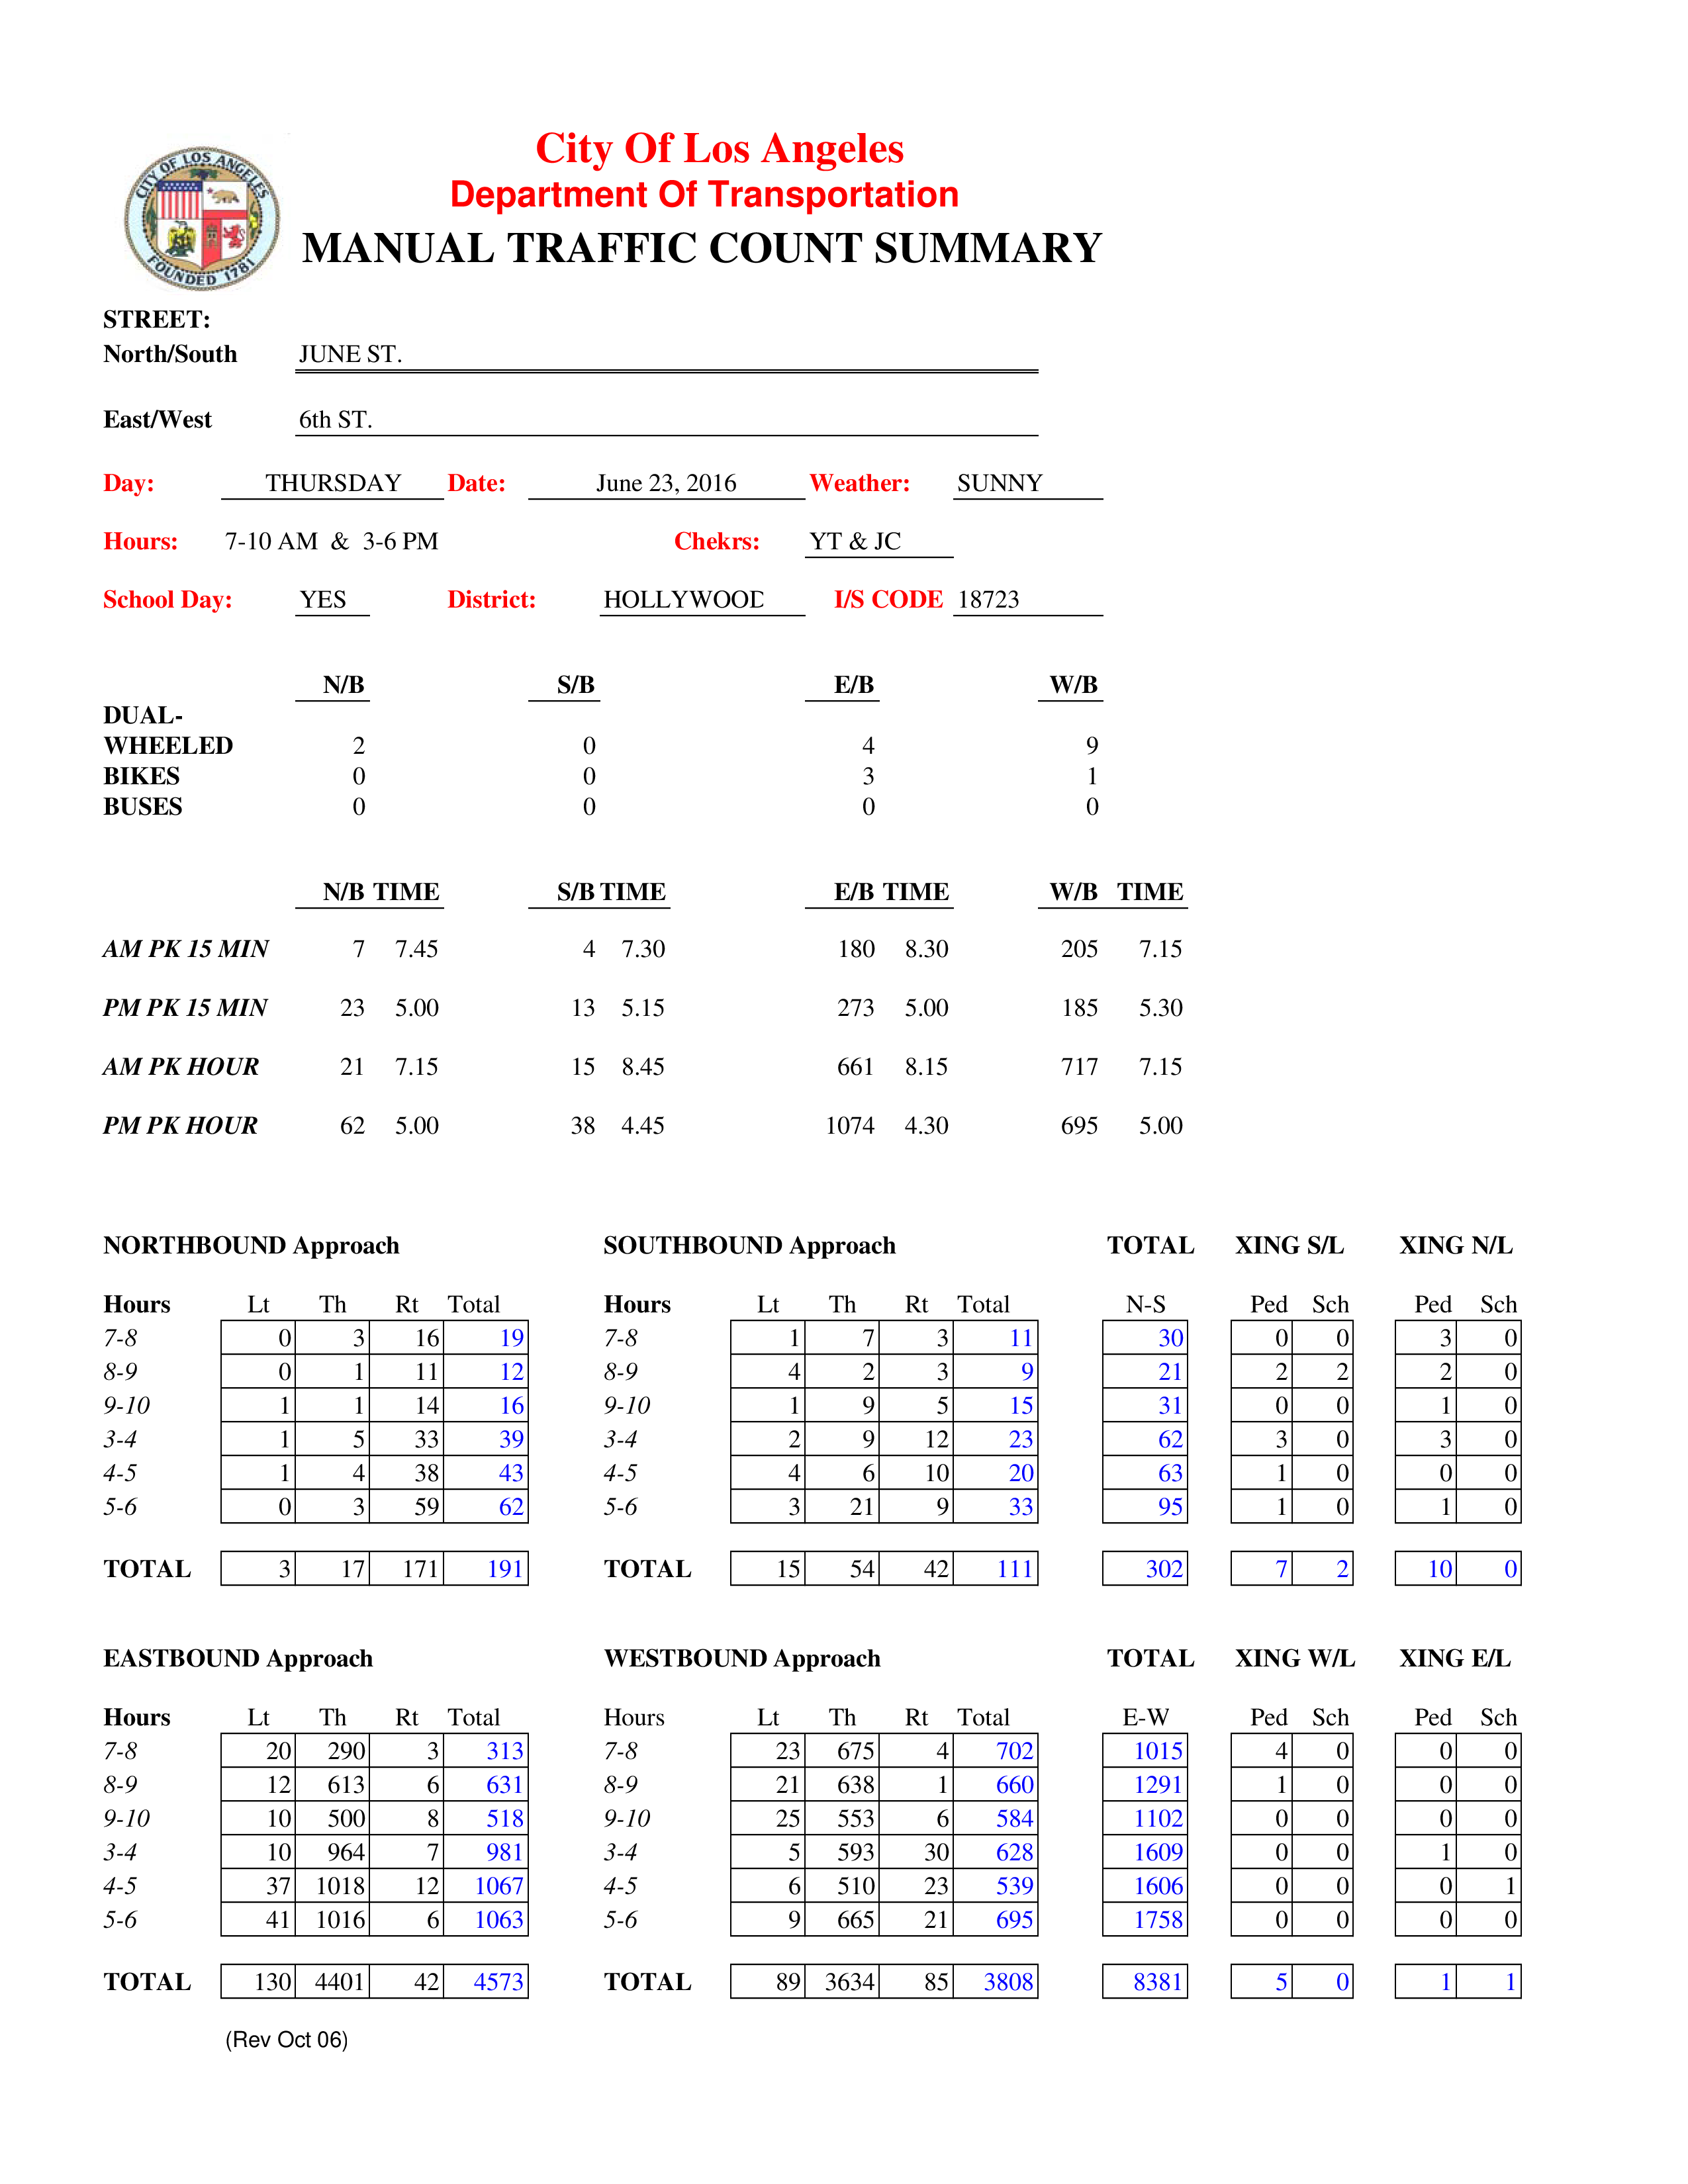 CITY OF LOS ANGELES
FOUNDED 1781
City Of Los Angeles
Department Of Transportation
MANUAL TRAFFIC COUNT SUMMARY
STREET:
North/South JUNE ST.
East/West 6th ST.
Day: THURSDAY Date: June 23, 2016 Weather: SUNNY
Hours: 7-10 AM & 3-6 PM Chekrs: YT & JC
School Day: YES District: HOLLYWOOD I/S CODE 18723
N/B S/B E/B W/B
DUAL-
WHEELED 2 0 4 9
BIKES 0 0 3 1
BUSES 0 0 0 0
N/B TIME S/B TIME E/B TIME W/B TIME
AM PK 15 MIN 7 7.45 4 7.30 180 8.30 205 7.15
PM PK 15 MIN 23 5.00 13 5.15 273 5.00 185 5.30
AM PK HOUR 21 7.15 15 8.45 661 8.15 717 7.15
PM PK HOUR 62 5.00 38 4.45 1074 4.30 695 5.00
NORTHBOUND Approach SOUTHBOUND Approach TOTAL XING S/L XING N/L
Hours Lt Th Rt Total Hours Lt Th Rt Total N-S Ped Sch Ped Sch
7-8 0 3 16 19 7-8 1 7 3 11 30 0 0 3 0
8-9 0 1 11 12 8-9 4 2 3 9 21 2 2 2 0
9-10 1 1 14 16 9-10 1 9 5 15 31 0 0 1 0
3-4 1 5 33 39 3-4 2 9 12 23 62 3 0 3 0
4-5 1 4 38 43 4-5 4 6 10 20 63 1 0 0 0
5-6 0 3 59 62 5-6 3 21 9 33 95 1 0 1 0
TOTAL 3 17 171 191 TOTAL 15 54 42 111 302 7 2 10 0
EASTBOUND Approach WESTBOUND Approach TOTAL XING W/L XING E/L
Hours Lt Th Rt Total Hours Lt Th Rt Total E-W Ped Sch Ped Sch
7-8 20 290 3 313 7-8 23 675 4 702 1015 4 0 0 0
8-9 12 613 6 631 8-9 21 638 1 660 1291 1 0 0 0
9-10 10 500 8 518 9-10 25 553 6 584 1102 0 0 0 0
3-4 10 964 7 981 3-4 5 593 30 628 1609 0 0 1 0
4-5 37 1018 12 1067 4-5 6 510 23 539 1606 0 0 0 1
5-6 41 1016 6 1063 5-6 9 665 21 695 1758 0 0 0 0
TOTAL 130 4401 42 4573 TOTAL 89 3634 85 3808 8381 5 0 1 1
(Rev Oct 06)